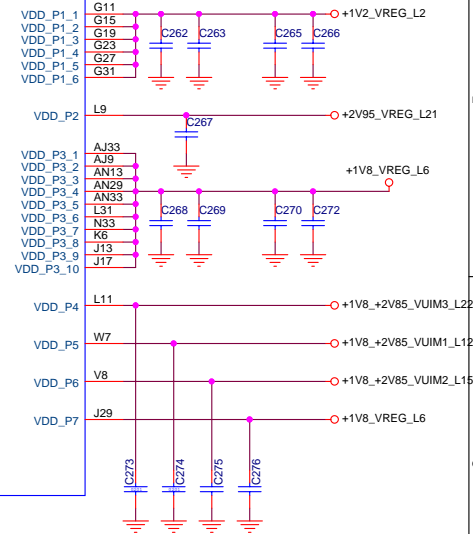 VDD_P1_1 G11 +1V2_VREG_L2
VDD_P1_2 G15
VDD_P1_3 G19 C262 C263 C265 C266
VDD_P1_4 G23
VDD_P1_5 G27
VDD_P1_6 G31
VDD_P2 L9 +2V95_VREG_L21
C267
VDD_P3_1 AJ33
VDD_P3_2 AJ9
VDD_P3_3 AN13 +1V8_VREG_L6
VDD_P3_4 AN29
VDD_P3_5 AN33
VDD_P3_6 L31 C268 C269 C270 C272
VDD_P3_7 N33
VDD_P3_8 K6
VDD_P3_9 J13
VDD_P3_10 J17
VDD_P4 L11 +1V8_+2V85_VUIM3_L22
VDD_P5 W7 +1V8_+2V85_VUIM1_L12
VDD_P6 V8 +1V8_+2V85_VUIM2_L15
VDD_P7 J29 +1V8_VREG_L6
C273 C274 C275 C276